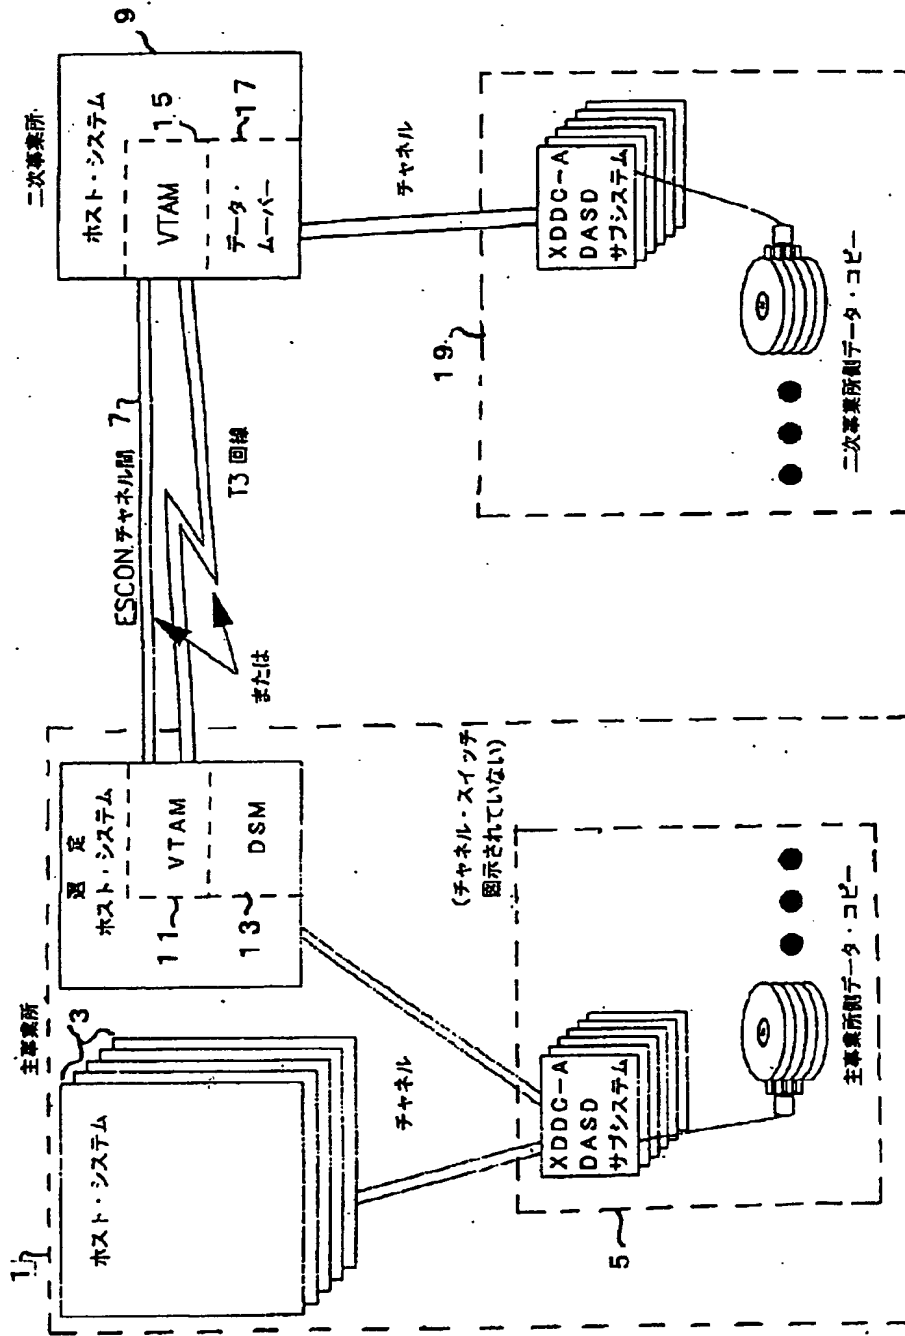 1
主事業所
3
ホスト・システム
チャネル
選 定
ホスト・システム
11
VTAM
13
DSM
(チャネル・スイッチ
図示されていない)
XDDC-A
DASD
サブシステム
5
主事業所側データ・コピー
ESCONチャネル間 7
または
T3回線
二次事業所
9
ホスト・システム
VTAM
15
データ・
ムーバー
17
チャネル
19
XDDC-A
DASD
サブシステム
二次事業所側データ・コピー